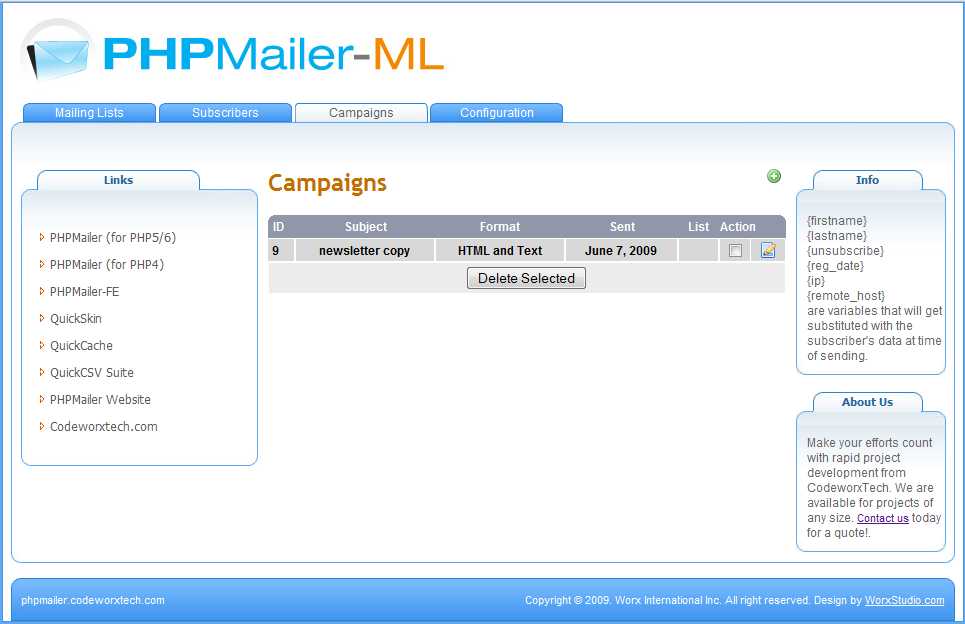 PHPMailer-ML
Mailing Lists Subscribers Campaigns Configuration
Links
PHPMailer (for PHP5/6)
PHPMailer (for PHP4)
PHPMailer-FE
QuickSkin
QuickCache
QuickCSV Suite
PHPMailer Website
Codeworxtech.com
Campaigns
ID Subject Format Sent List Action
9 newsletter copy HTML and Text June 7, 2009
Delete Selected
Info
{firstname}
{lastname}
{unsubscribe}
{reg_date}
{ip}
{remote_host}
are variables that will get
substituted with the
subscriber's data at time
of sending.
About Us
Make your efforts count
with rapid project
development from
CodeworxTech. We are
available for projects of
any size. Contact us today
for a quote!.
phpmailer.codeworxtech.com
Copyright © 2009. Worx International Inc. All right reserved. Design by WorxStudio.com